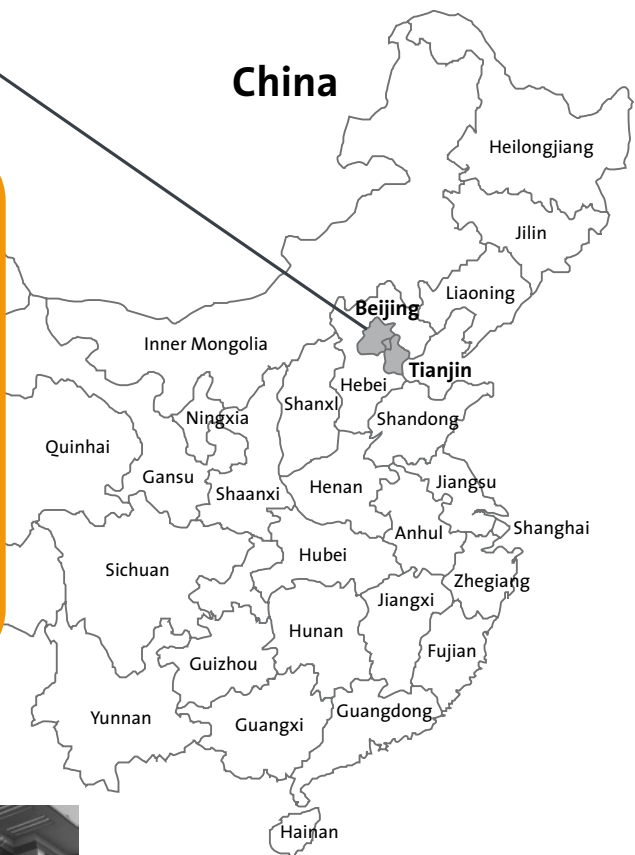 China
Heilongjiang
Jilin
Liaoning
Beijing
Inner Mongolia
Tianjin
Hebei
Shanxl
Ningxia
Shandong
Quinhai
Gansu
Jiangsu
Shaanxi
Henan
Shanghai
Anhul
Hubei
Sichuan
Zhegiang
Jiangxi
Hunan
Fujian
Guizhou
Guangdong
Yunnan
Guangxi
Hainan